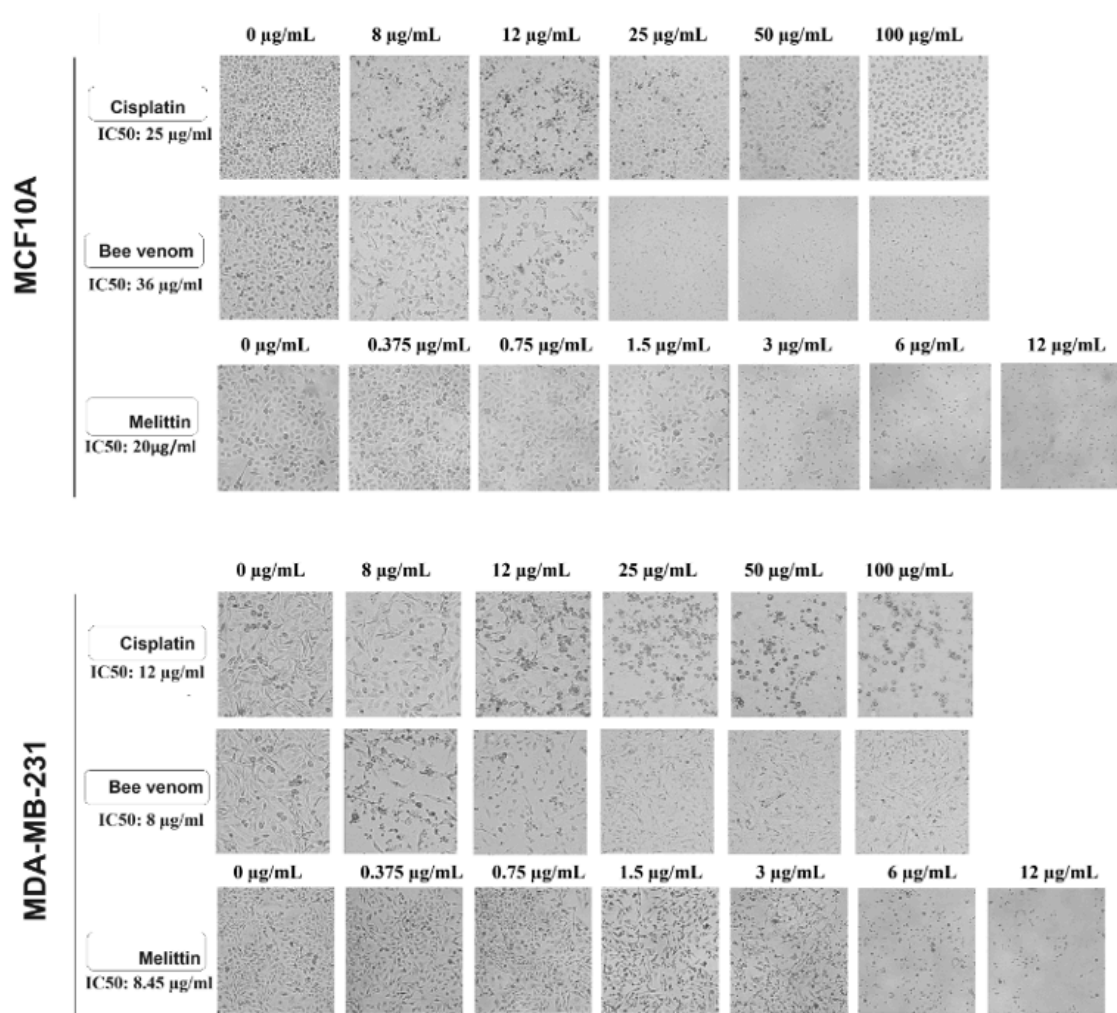 0 µg/mL 8 µg/mL 12 µg/mL 25 µg/mL 50 µg/mL 100 µg/mL
MCF10A
Cisplatin
IC50: 25 µg/ml
Bee venom
IC50: 36 µg/ml
0 µg/mL 0.375 µg/mL 0.75 µg/mL 1.5 µg/mL 3 µg/mL 6 µg/mL 12 µg/mL
Melittin
IC50: 20µg/ml
0 µg/mL 8 µg/mL 12 µg/mL 25 µg/mL 50 µg/mL 100 µg/mL
MDA-MB-231
Cisplatin
IC50: 12 µg/ml
Bee venom
IC50: 8 µg/ml
0 µg/mL 0.375 µg/mL 0.75 µg/mL 1.5 µg/mL 3 µg/mL 6 µg/mL 12 µg/mL
Melittin
IC50: 8.45 µg/ml